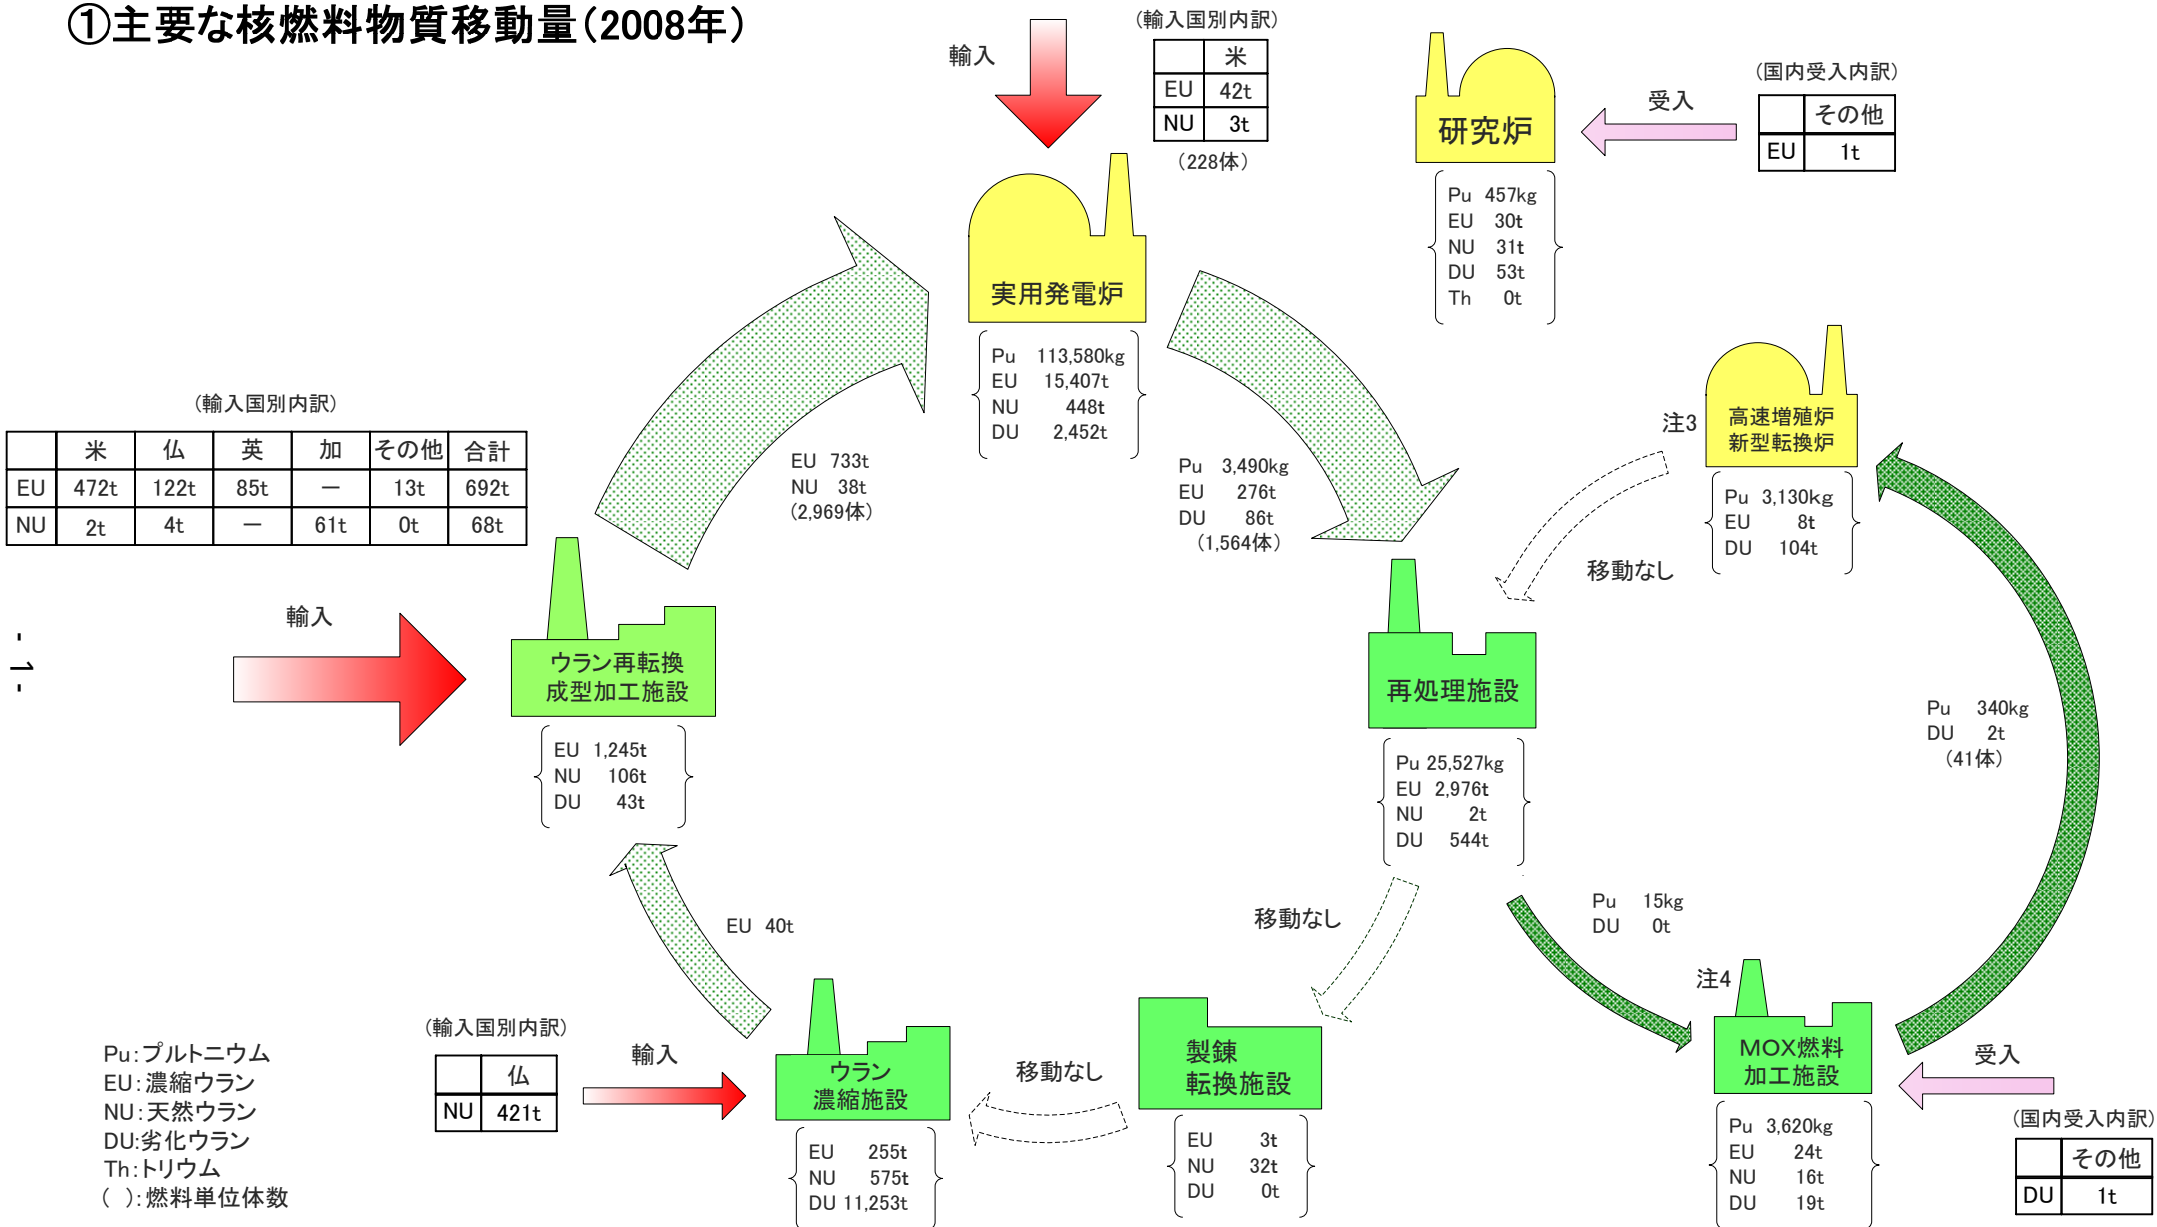 ①主要な核燃料物質移動量(2008年)
輸入
(輸入国別内訳)
米
EU 42t
NU 3t
(228体)
研究炉
受入
(国内受入内訳)
その他
EU 1t
Pu 457kg
EU 30t
NU 31t
DU 53t
Th 0t
実用発電炉
Pu 113,580kg
EU 15,407t
NU 448t
DU 2,452t
(輸入国別内訳)
米 仏 英 加 その他 合計
EU 472t 122t 85t － 13t 692t
NU 2t 4t － 61t 0t 68t
EU 733t
NU 38t
(2,969体)
Pu 3,490kg
EU 276t
DU 86t
(1,564体)
注3
高速増殖炉
新型転換炉
Pu 3,130kg
EU 8t
DU 104t
移動なし
輸入
ウラン再転換
成型加工施設
EU 1,245t
NU 106t
DU 43t
再処理施設
Pu 25,527kg
EU 2,976t
NU 2t
DU 544t
Pu 340kg
DU 2t
(41体)
- 1 -
EU 40t
移動なし
Pu 15kg
DU 0t
注4
MOX燃料
加工施設
受入
Pu 3,620kg
EU 24t
NU 16t
DU 19t
(国内受入内訳)
その他
DU 1t
製錬
転換施設
EU 3t
NU 32t
DU 0t
移動なし
ウラン
濃縮施設
EU 255t
NU 575t
DU 11,253t
輸入
(輸入国別内訳)
仏
NU 421t
Pu:プルトニウム
EU:濃縮ウラン
NU:天然ウラン
DU:劣化ウラン
Th:トリウム
( ):燃料単位体数